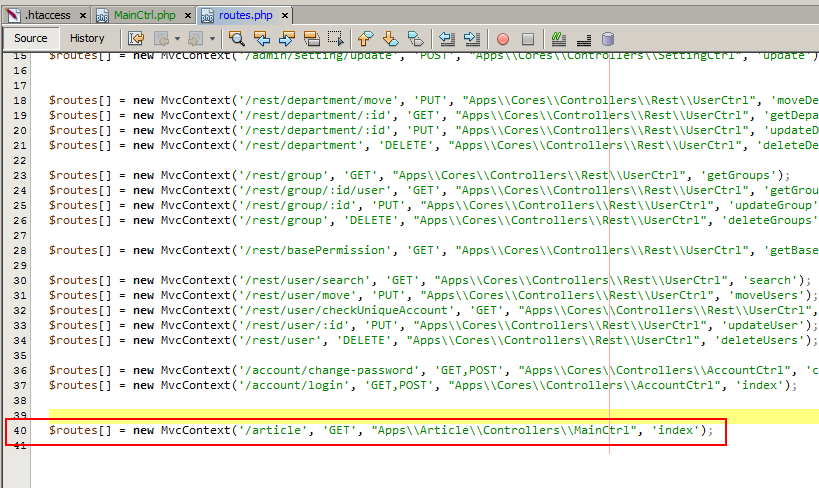 .htaccess MainCtrl.php routes.php
Source History
15 '/admin/setting/update', 'POST', "Apps\\Cores\\Controllers\\SettingCtrl", 'update')
16
17
18 $routes[] = new MvcContext('/rest/department/move', 'PUT', "Apps\\Cores\\Controllers\\Rest\\UserCtrl", 'moveDe
19 $routes[] = new MvcContext('/rest/department/:id', 'GET', "Apps\\Cores\\Controllers\\Rest\\UserCtrl", 'getDepa
20 $routes[] = new MvcContext('/rest/department/:id', 'PUT', "Apps\\Cores\\Controllers\\Rest\\UserCtrl", 'updateD
21 $routes[] = new MvcContext('/rest/department', 'DELETE', "Apps\\Cores\\Controllers\\Rest\\UserCtrl", 'deleteDe
22
23 $routes[] = new MvcContext('/rest/group', 'GET', "Apps\\Cores\\Controllers\\Rest\\UserCtrl", 'getGroups');
24 $routes[] = new MvcContext('/rest/group/:id/user', 'GET', "Apps\\Cores\\Controllers\\Rest\\UserCtrl", 'getGrou
25 $routes[] = new MvcContext('/rest/group/:id', 'PUT', "Apps\\Cores\\Controllers\\Rest\\UserCtrl", 'updateGroup'
26 $routes[] = new MvcContext('/rest/group', 'DELETE', "Apps\\Cores\\Controllers\\Rest\\UserCtrl", 'deleteGroups'
27
28 $routes[] = new MvcContext('/rest/basePermission', 'GET', "Apps\\Cores\\Controllers\\Rest\\UserCtrl", 'getBase
29
30 $routes[] = new MvcContext('/rest/user/search', 'GET', "Apps\\Cores\\Controllers\\Rest\\UserCtrl", 'search');
31 $routes[] = new MvcContext('/rest/user/move', 'PUT', "Apps\\Cores\\Controllers\\Rest\\UserCtrl", 'moveUsers');
32 $routes[] = new MvcContext('/rest/user/checkUniqueAccount', 'GET', "Apps\\Cores\\Controllers\\Rest\\UserCtrl",
33 $routes[] = new MvcContext('/rest/user/:id', 'PUT', "Apps\\Cores\\Controllers\\Rest\\UserCtrl", 'updateUser');
34 $routes[] = new MvcContext('/rest/user', 'DELETE', "Apps\\Cores\\Controllers\\Rest\\UserCtrl", 'deleteUsers');
35
36 $routes[] = new MvcContext('/account/change-password', 'GET,POST', "Apps\\Cores\\Controllers\\AccountCtrl", 'c
37 $routes[] = new MvcContext('/account/login', 'GET,POST', "Apps\\Cores\\Controllers\\AccountCtrl", 'index');
38
39
40 $routes[] = new MvcContext('/article', 'GET', "Apps\\Article\\Controllers\\MainCtrl", 'index');
41